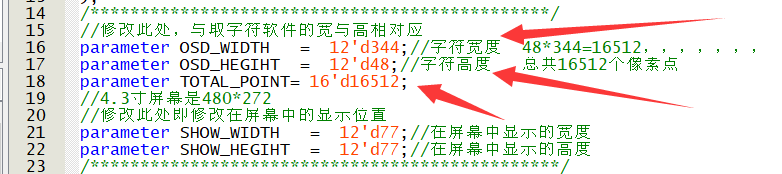 14 /***********************************************/
15 //修改此处，与取字符软件的宽与高相对应
16 parameter OSD_WIDTH   =  12'd344;//字符宽度  48*344=16512，，，，，，，
17 parameter OSD_HEGIHT  =  12'd48;//字符高度   总共16512个像素点
18 parameter TOTAL_POINT= 16'd16512;
19 //4.3寸屏幕是480*272
20 //修改此处即修改在屏幕中的显示位置
21 parameter SHOW_WIDTH   =  12'd77;//在屏幕中显示的宽度
22 parameter SHOW_HEGIHT  =  12'd77;//在屏幕中显示的高度
23 /************************************************/